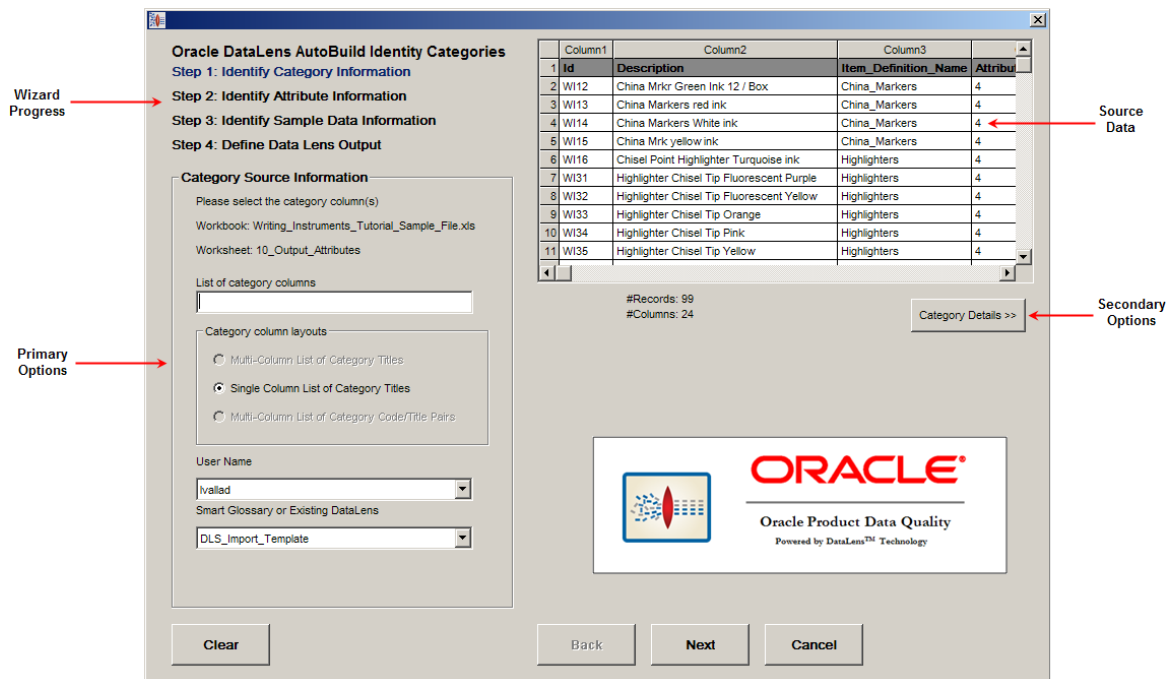 Oracle DataLens AutoBuild Identity Categories
Step 1: Identify Category Information
Step 2: Identify Attribute Information
Step 3: Identify Sample Data Information
Step 4: Define Data Lens Output
Wizard
Progress
Category Source Information
Please select the category column(s)
Workbook: Writing_Instruments_Tutorial_Sample_File.xls
Worksheet: 10_Output_Attributes
List of category columns
Category column layouts
Multi-Column List of Category Titles
Single Column List of Category Titles
Multi-Column List of Category Code/Title Pairs
Primary
Options
User Name
lvallad
Smart Glossary or Existing DataLens
DLS_Import_Template
Column1 Column2 Column3
1 Id Description Item_Definition_Name Attribut
2 WI12 China Mrkr Green Ink 12 / Box China_Markers 4
3 WI13 China Markers red ink China_Markers 4
4 WI14 China Markers White ink China_Markers 4
5 WI15 China Mrk yellow ink China_Markers 4
6 WI16 Chisel Point Highlighter Turquoise ink Highlighters 4
7 WI31 Highlighter Chisel Tip Fluorescent Purple Highlighters 4
8 WI32 Highlighter Chisel Tip Fluorescent Yellow Highlighters 4
9 WI33 Highlighter Chisel Tip Orange Highlighters 4
10 WI34 Highlighter Chisel Tip Pink Highlighters 4
11 WI35 Highlighter Chisel Tip Yellow Highlighters 4
Source
Data
#Records: 99
#Columns: 24
Category Details >>
Secondary
Options
ORACLE®
Oracle Product Data Quality
Powered by DataLens™ Technology
Clear
Back
Next
Cancel